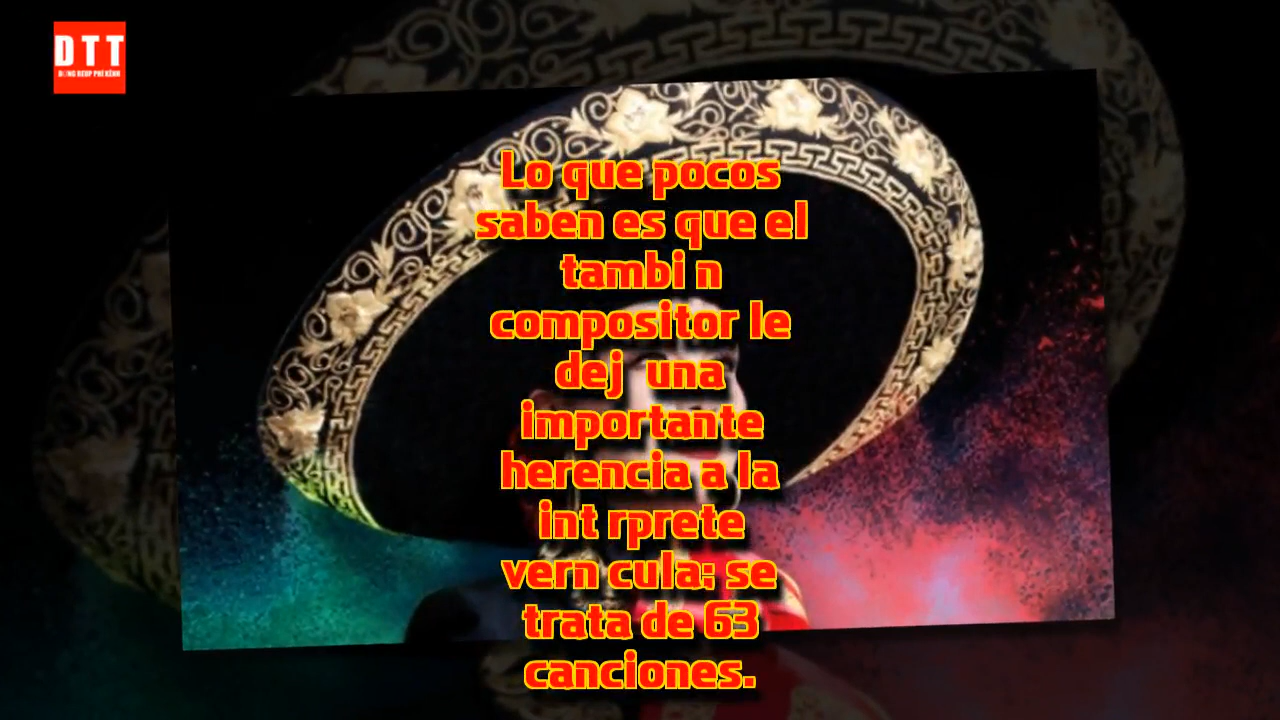 DTT
Lo que pocos
saben es que el
tambi n
compositor le
dej una
importante
herencia a la
int rprete
vern cula; se
trata de 63
canciones.